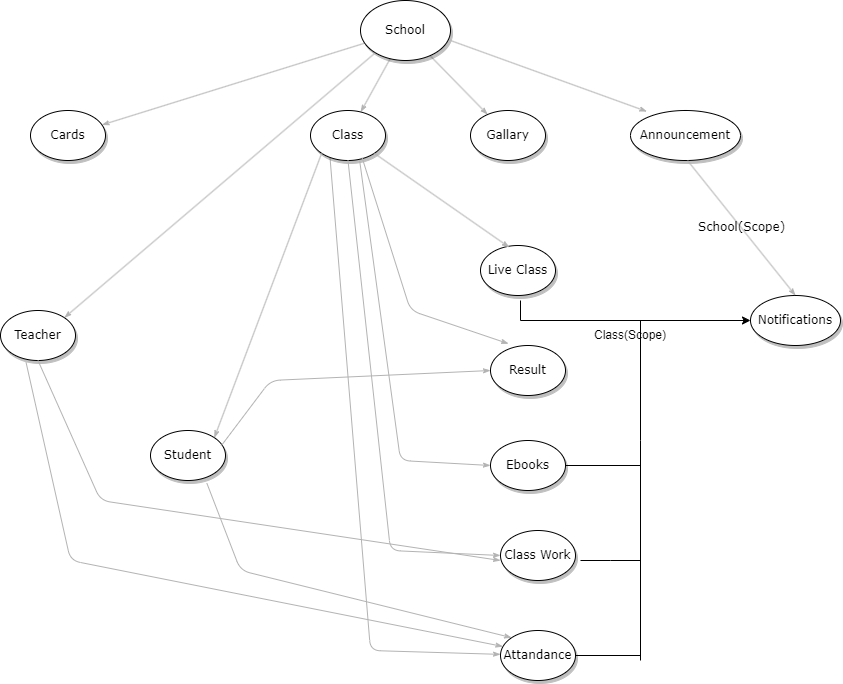 School
Cards
Class
Gallary
Announcement
School(Scope)
Live Class
Notifications
Teacher
Class(Scope)
Result
Student
Ebooks
Class Work
Attandance